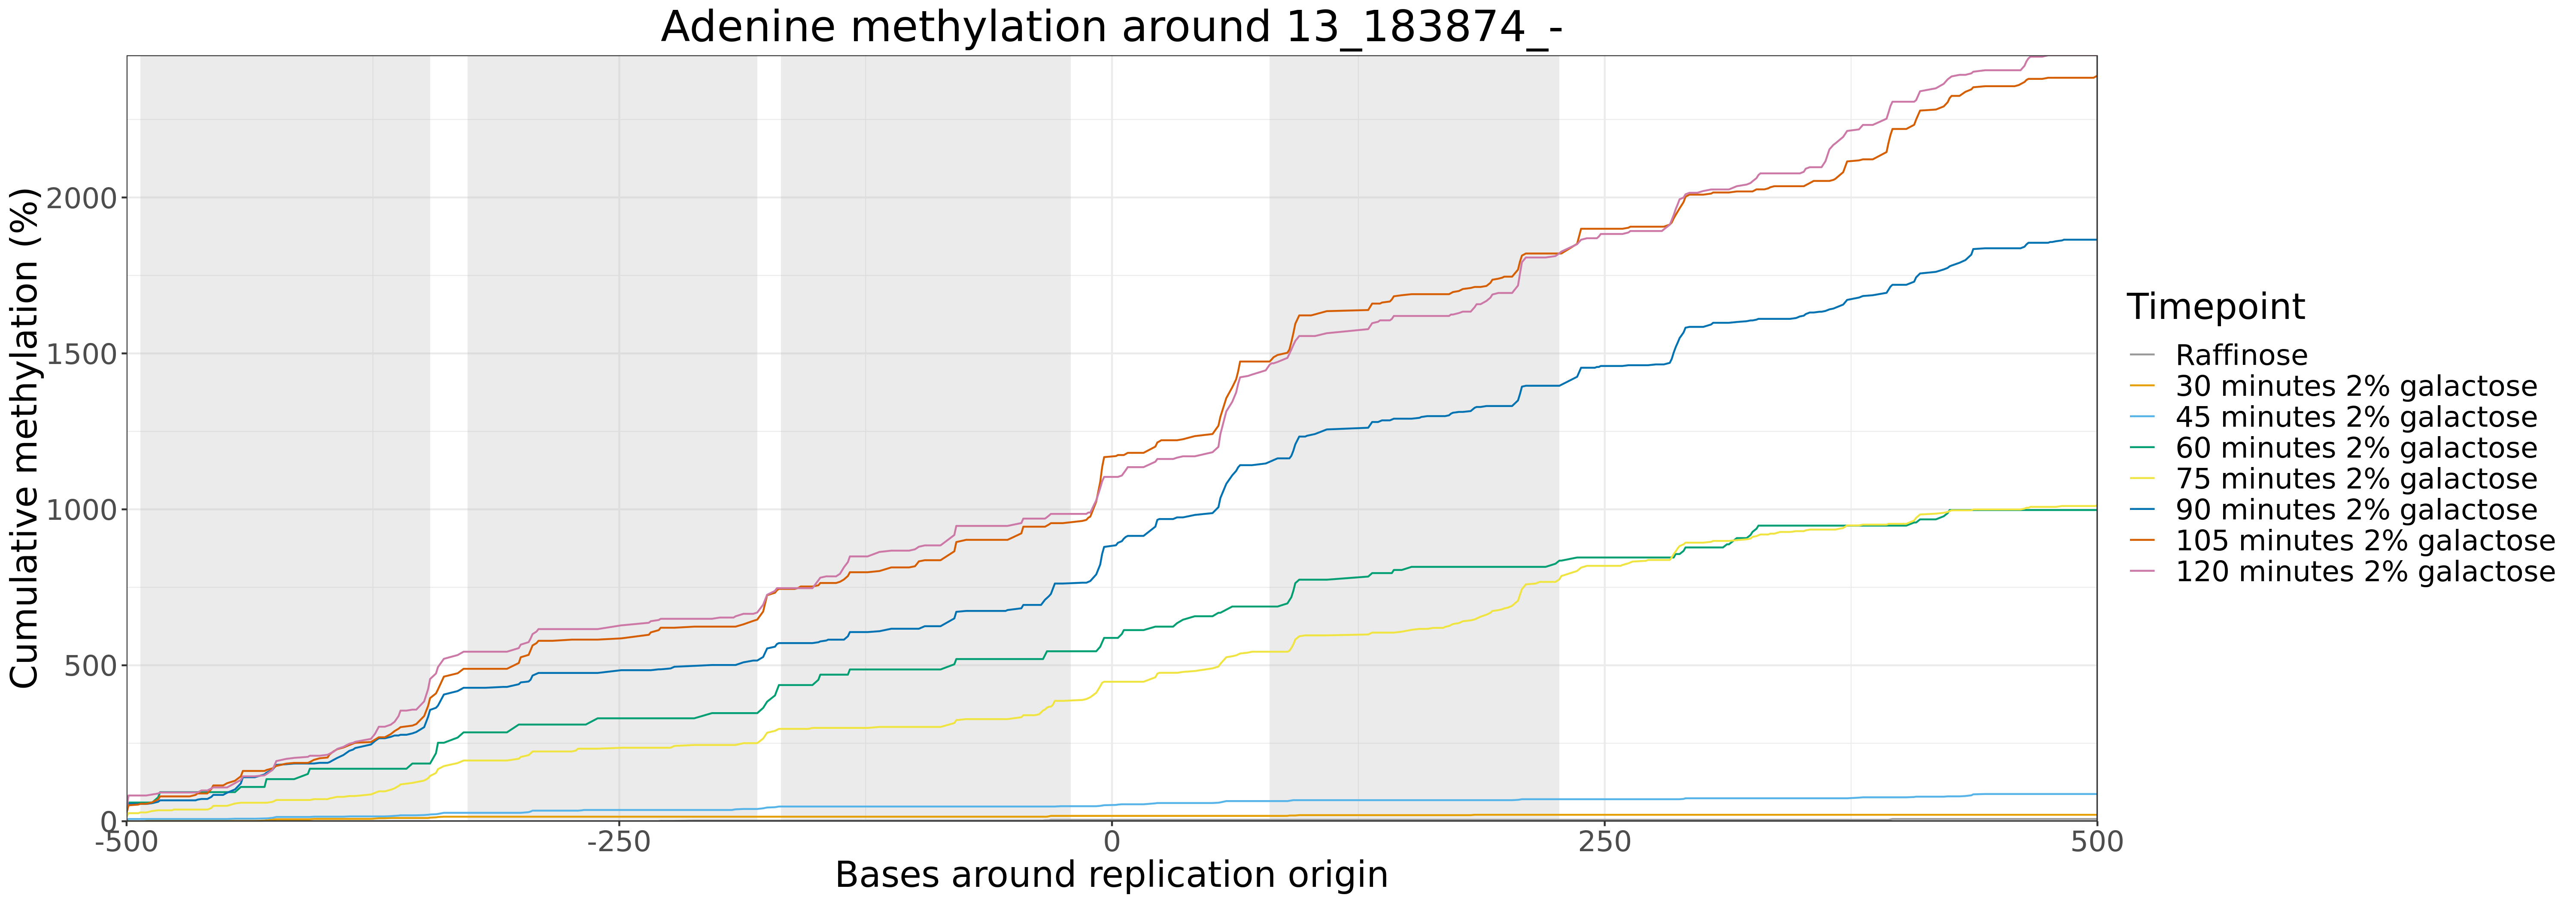 Adenine methylation around 13_183874_-
Cumulative methylation (%)
2000
1500
1000
500
0
-500
-250
0
250
500
Bases around replication origin
Timepoint
Raffinose
30 minutes 2% galactose
45 minutes 2% galactose
60 minutes 2% galactose
75 minutes 2% galactose
90 minutes 2% galactose
105 minutes 2% galactose
120 minutes 2% galactose